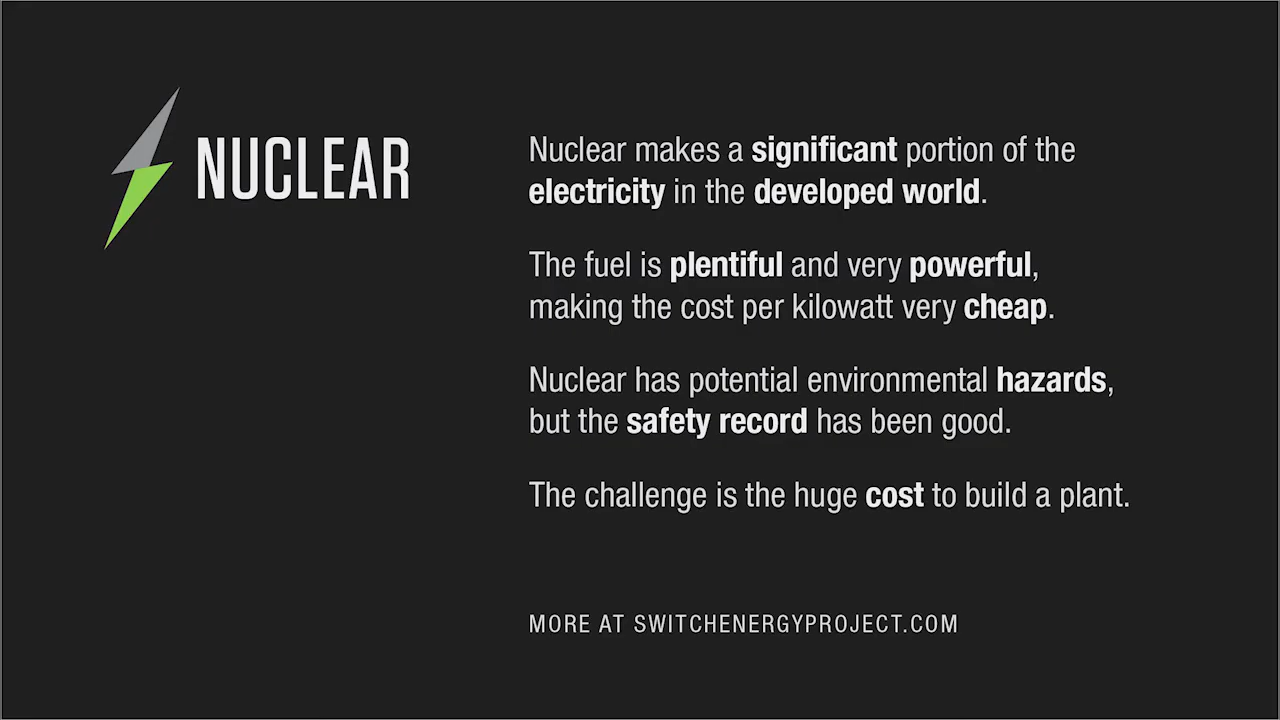 NUCLEAR
Nuclear makes a significant portion of the
electricity in the developed world.
The fuel is plentiful and very powerful,
making the cost per kilowatt very cheap.
Nuclear has potential environmental hazards,
but the safety record has been good.
The challenge is the huge cost to build a plant.
MORE AT SWITCHENERGYPROJECT.COM